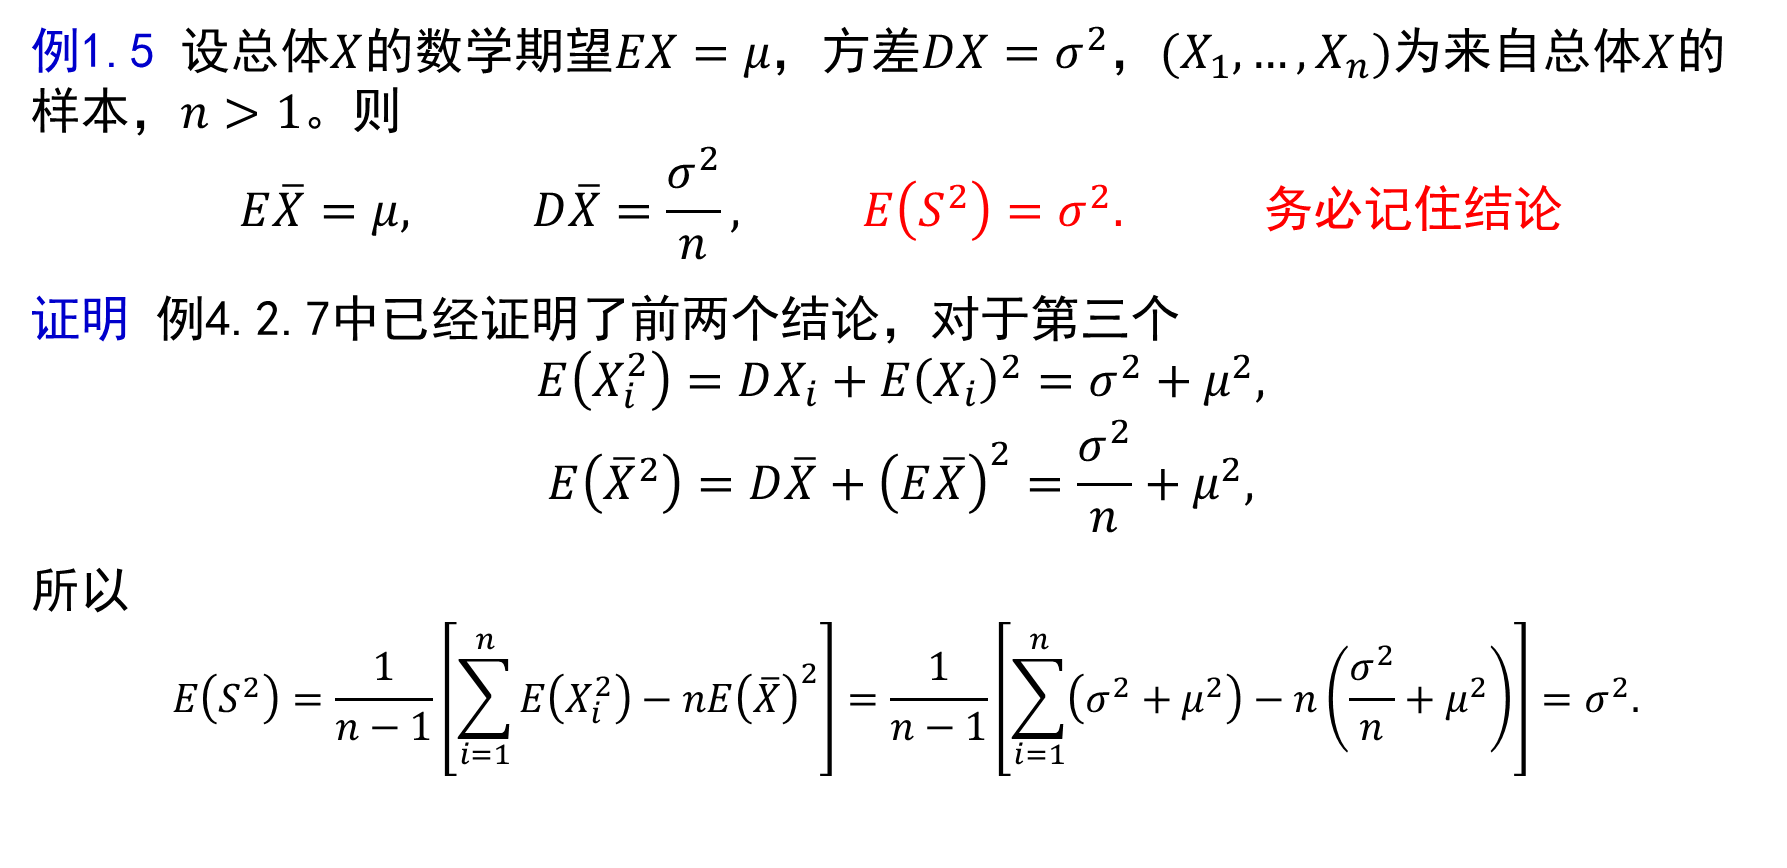 例1.5 设总体X的数学期望EX = μ，方差DX = σ²，(X₁, … , Xₙ)为来自总体X的
样本，n > 1。则
EX̄ = μ, DX̄ = σ²/n, E(S²) = σ². 务必记住结论
证明 例4.2.7中已经证明了前两个结论，对于第三个
E(Xᵢ²) = DXᵢ + E(Xᵢ)² = σ² + μ²,
E(X̄²) = DX̄ + (EX̄)² = σ²/n + μ²,
所以
E(S²) = 1/(n − 1) [∑ᵢ₌₁ⁿ E(Xᵢ²) − nE(X̄)²] = 1/(n − 1) [∑ᵢ₌₁ⁿ (σ² + μ²) − n (σ²/n + μ²)] = σ².